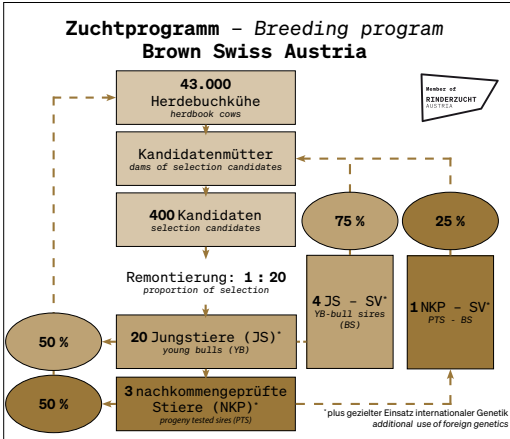 Zuchtprogramm – Breeding program
Brown Swiss Austria
43.000
Herdebuchkühe
herdbook cows
Member of
RINDERZUCHT
AUSTRIA
Kandidatenmütter
dams of selection candidates
400 Kandidaten
selection candidates
75 %
25 %
Remontierung: 1 : 20
proportion of selection
4 JS – SV*
YB-bull sires
(BS)
1 NKP – SV*
PTS - BS
20 Jungstiere (JS)*
young bulls (YB)
50 %
3 nachkommengeprüfte
Stiere (NKP)*
progeny tested sires (PTS)
50 %
*plus gezielter Einsatz internationaler Genetik
additional use of foreign genetics